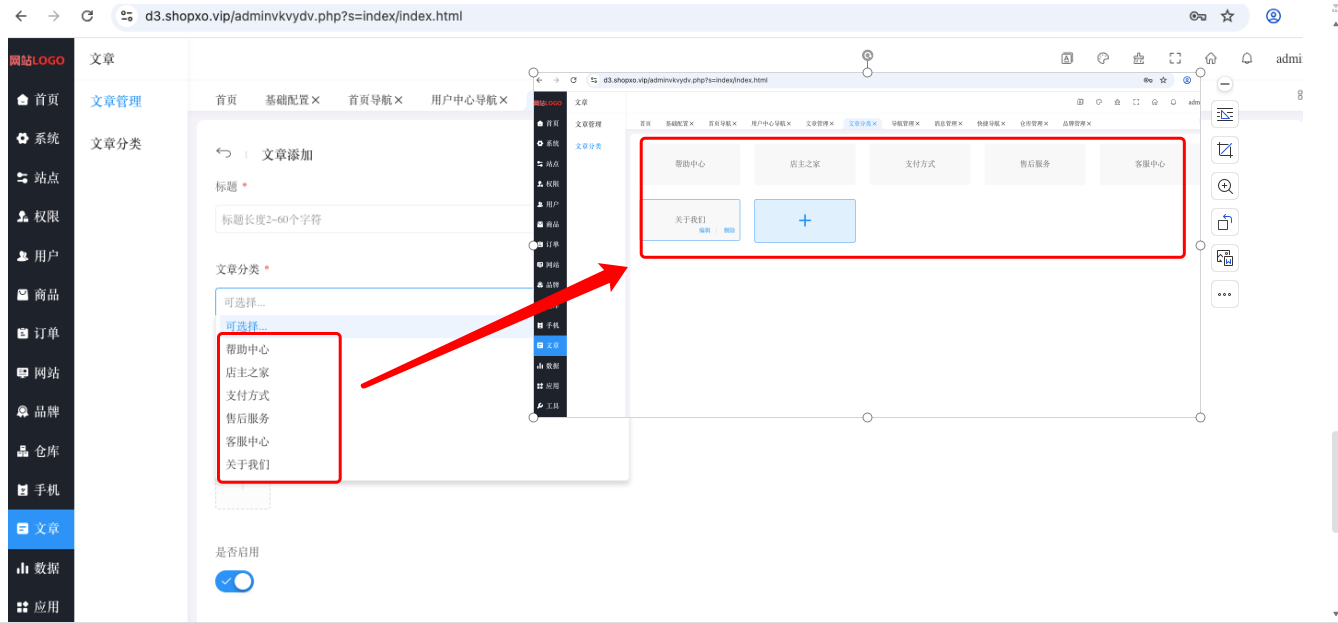 d3.shopxo.vip/adminvkvydv.php?s=index/index.html
网站LOGO
文章
admi
首页
文章管理
首页
基础配置✕
首页导航✕
用户中心导航✕
系统
文章分类
站点
文章添加
权限
标题 *
标题长度2~60个字符
用户
文章分类 *
商品
可选择...
可选择...
订单
帮助中心
网站
店主之家
支付方式
品牌
售后服务
客服中心
仓库
关于我们
手机
文章
是否启用
数据
应用
d3.shopxo.vip/adminvkvydv.php?s=index/index.html
网站LOGO
文章
adm
首页
文章管理
首页
基础配置✕
首页导航✕
用户中心导航✕
文章管理✕
文章分类✕
导航管理✕
消息管理✕
快捷导航✕
仓库管理✕
品牌管理✕
系统
文章分类
站点
帮助中心
店主之家
支付方式
售后服务
客服中心
权限
用户
商品
关于我们
编辑
删除
订单
网站
品牌
手机
文章
数据
应用
工具